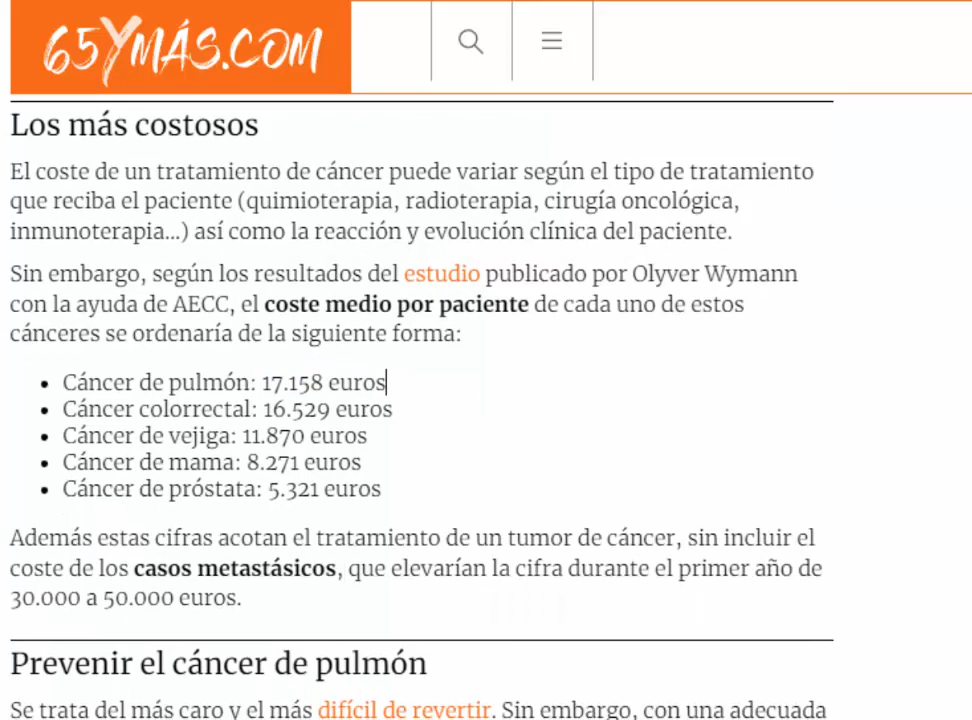 65YMÁS.COM
Los más costosos
El coste de un tratamiento de cáncer puede variar según el tipo de tratamiento
que reciba el paciente (quimioterapia, radioterapia, cirugía oncológica,
inmunoterapia...) así como la reacción y evolución clínica del paciente.
Sin embargo, según los resultados del estudio publicado por Olyver Wymann
con la ayuda de AECC, el coste medio por paciente de cada uno de estos
cánceres se ordenaría de la siguiente forma:
• Cáncer de pulmón: 17.158 euros
• Cáncer colorrectal: 16.529 euros
• Cáncer de vejiga: 11.870 euros
• Cáncer de mama: 8.271 euros
• Cáncer de próstata: 5.321 euros
Además estas cifras acotan el tratamiento de un tumor de cáncer, sin incluir el
coste de los casos metastásicos, que elevarían la cifra durante el primer año de
30.000 a 50.000 euros.
Prevenir el cáncer de pulmón
Se trata del más caro y el más difícil de revertir. Sin embargo, con una adecuada